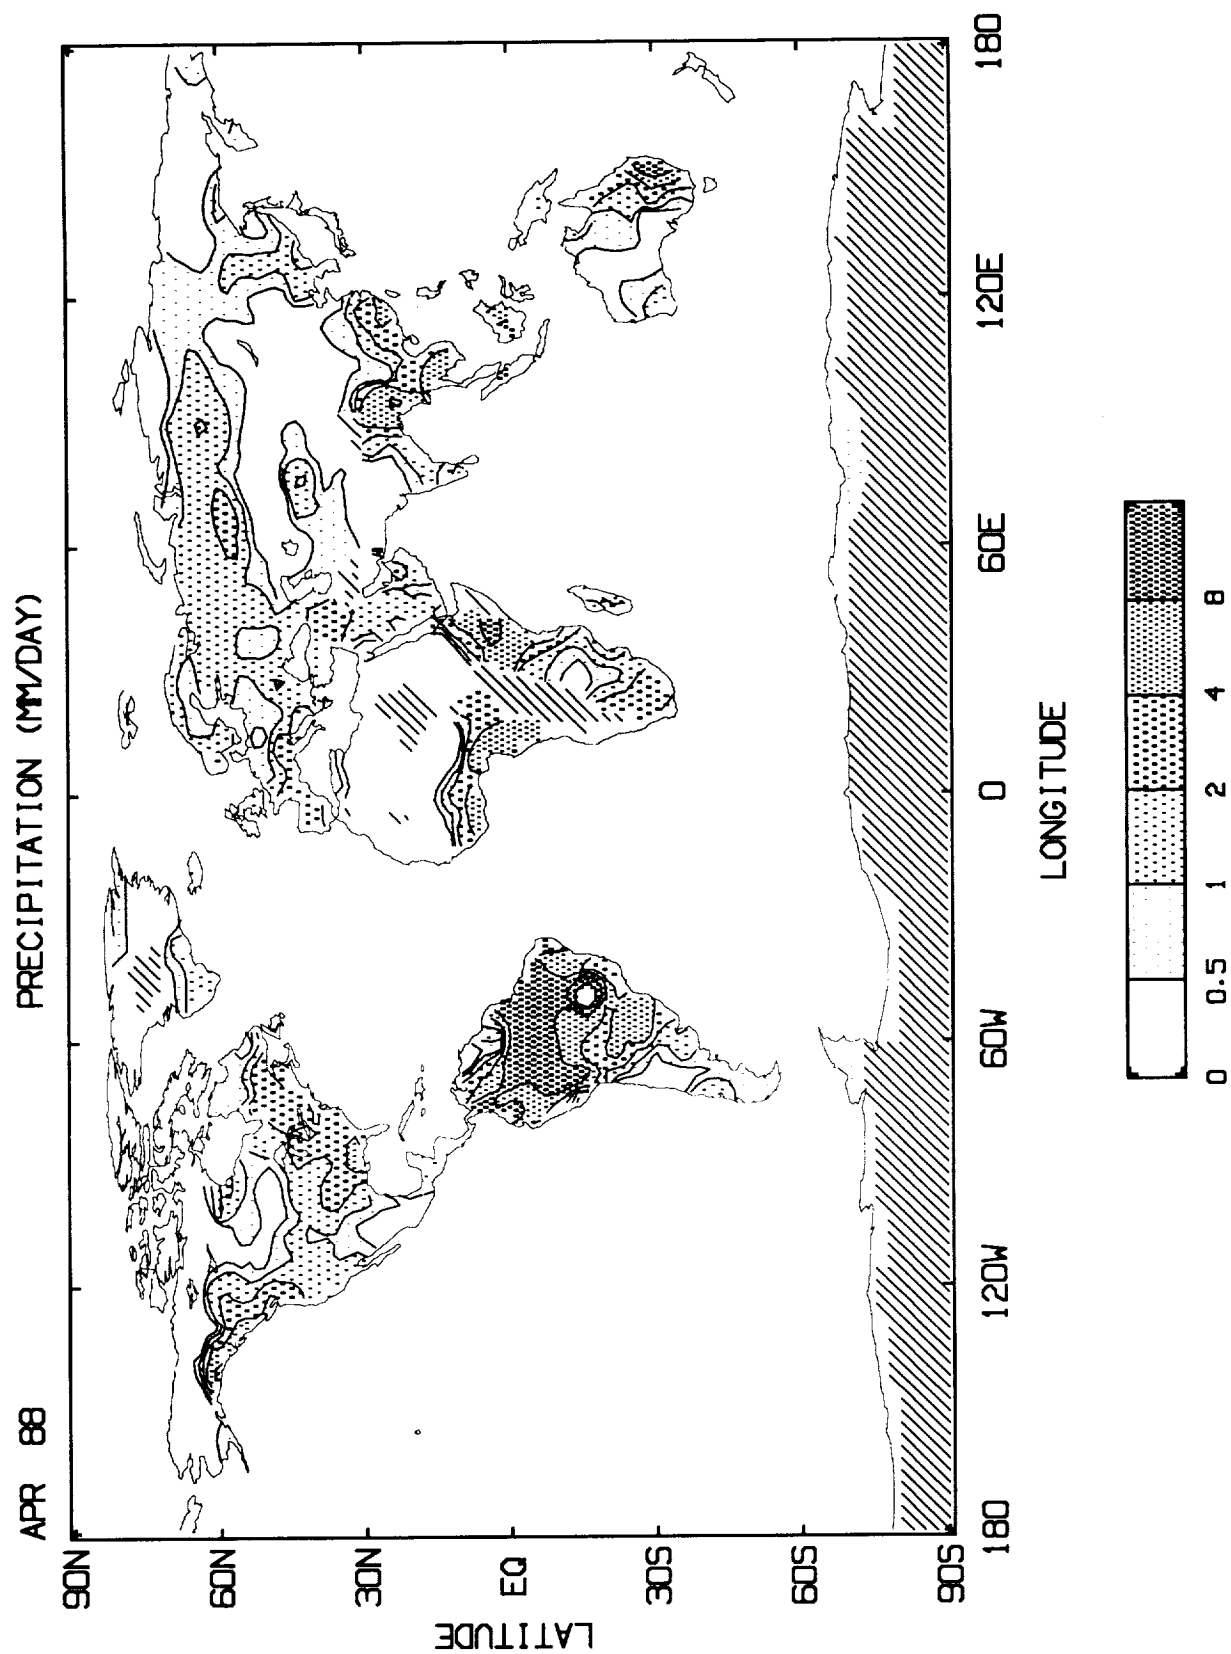 APR 88 PRECIPITATION (MM/DAY)
90N
60N
30N
EQ
30S
60S
90S
LATITUDE
180 120W 60W 0 60E 120E 180
LONGITUDE
0 0.5 1 2 4 8